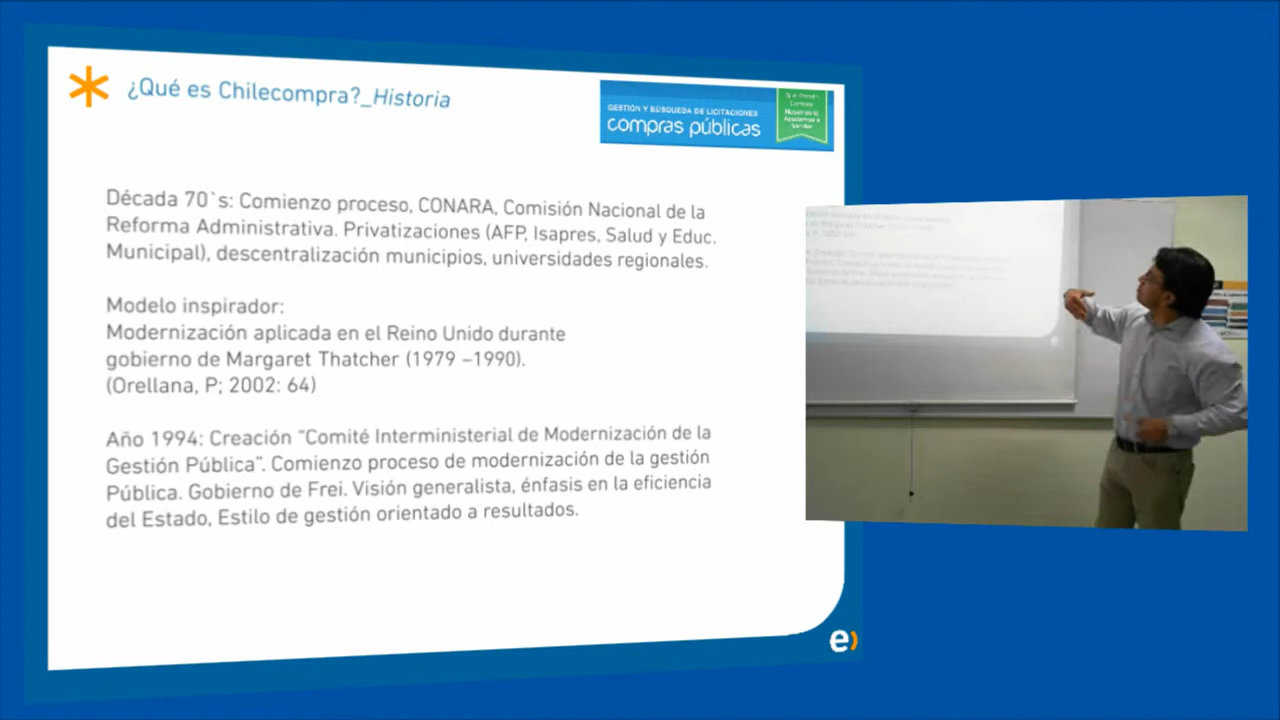 ¿Qué es Chilecompra?_Historia
GESTIÓN Y BÚSQUEDA DE LICITACIONES
compras públicas
Década 70`s: Comienzo proceso, CONARA, Comisión Nacional de la
Reforma Administrativa. Privatizaciones (AFP, Isapres, Salud y Educ.
Municipal), descentralización municipios, universidades regionales.
Modelo inspirador:
Modernización aplicada en el Reino Unido durante
gobierno de Margaret Thatcher (1979 –1990).
(Orellana, P; 2002: 64)
Año 1994: Creación “Comité Interministerial de Modernización de la
Gestión Pública”. Comienzo proceso de modernización de la gestión
Pública. Gobierno de Frei. Visión generalista, énfasis en la eficiencia
del Estado, Estilo de gestión orientado a resultados.
e)